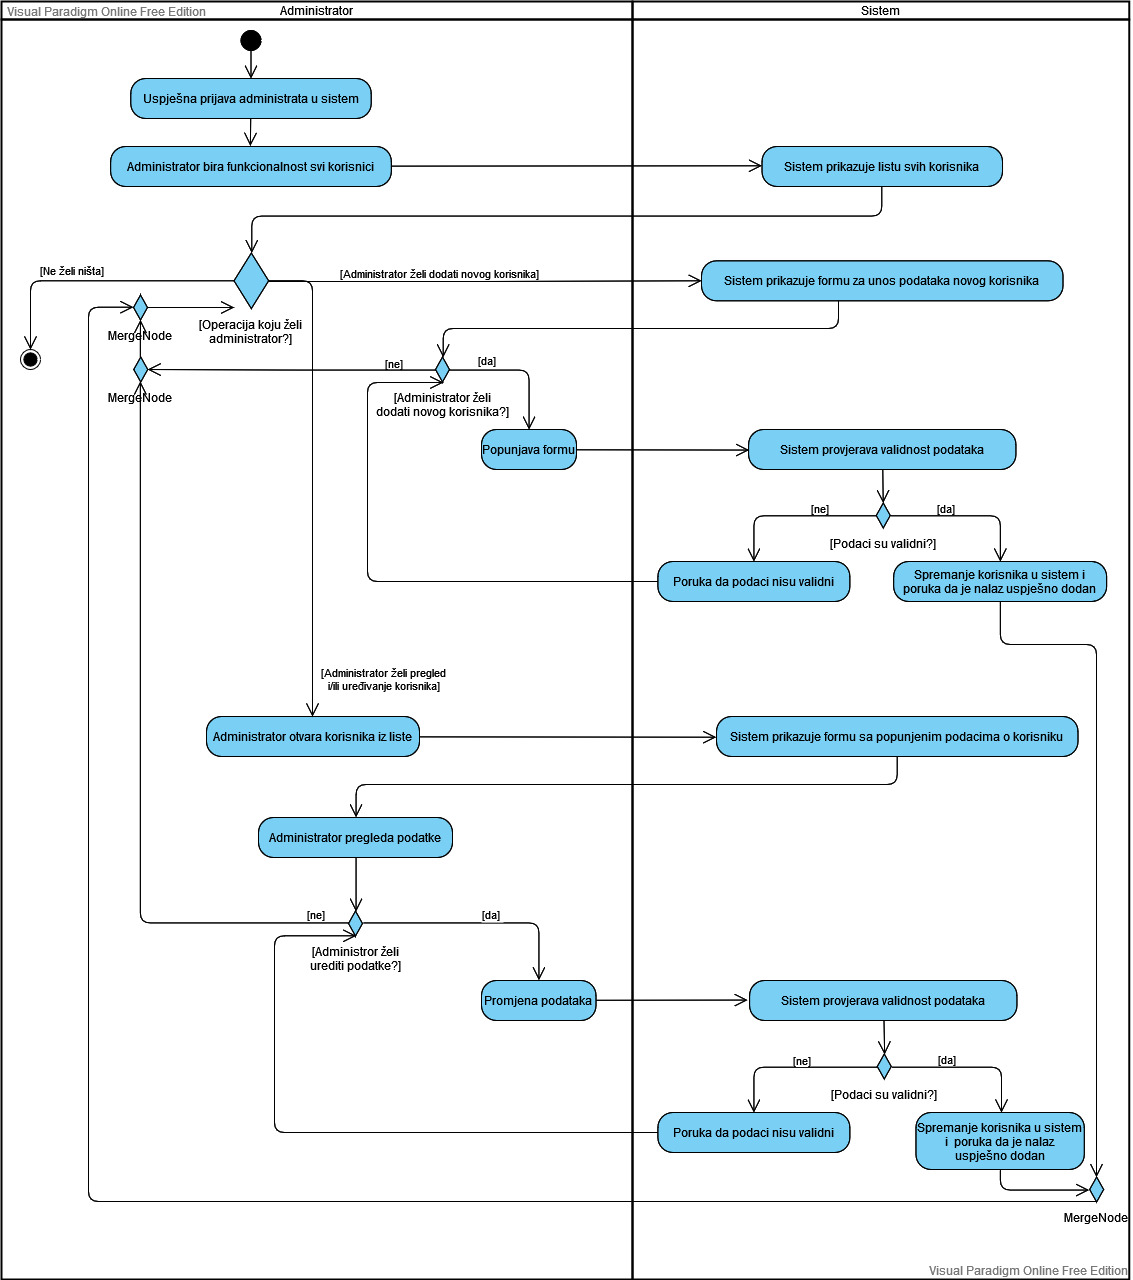 Visual Paradigm Online Free Edition
Administrator
Sistem
Uspješna prijava administrata u sistem
Administrator bira funkcionalnost svi korisnici
Sistem prikazuje listu svih korisnika
[Ne želi ništa]
[Administrator želi dodati novog korisnika]
Sistem prikazuje formu za unos podataka novog korisnika
MergeNode
[Operacija koju želi
administrator?]
[ne]
[da]
MergeNode
[Administrator želi
dodati novog korisnika?]
Popunjava formu
Sistem provjerava validnost podataka
[ne]
[da]
[Podaci su validni?]
Poruka da podaci nisu validni
Spremanje korisnika u sistem i
poruka da je nalaz uspješno dodan
[Administrator želi pregled
i/ili uređivanje korisnika]
Administrator otvara korisnika iz liste
Sistem prikazuje formu sa popunjenim podacima o korisniku
Administrator pregleda podatke
[ne]
[da]
[Administror želi
urediti podatke?]
Promjena podataka
Sistem provjerava validnost podataka
[ne]
[da]
[Podaci su validni?]
Poruka da podaci nisu validni
Spremanje korisnika u sistem
i poruka da je nalaz
uspješno dodan
MergeNode
Visual Paradigm Online Free Edition